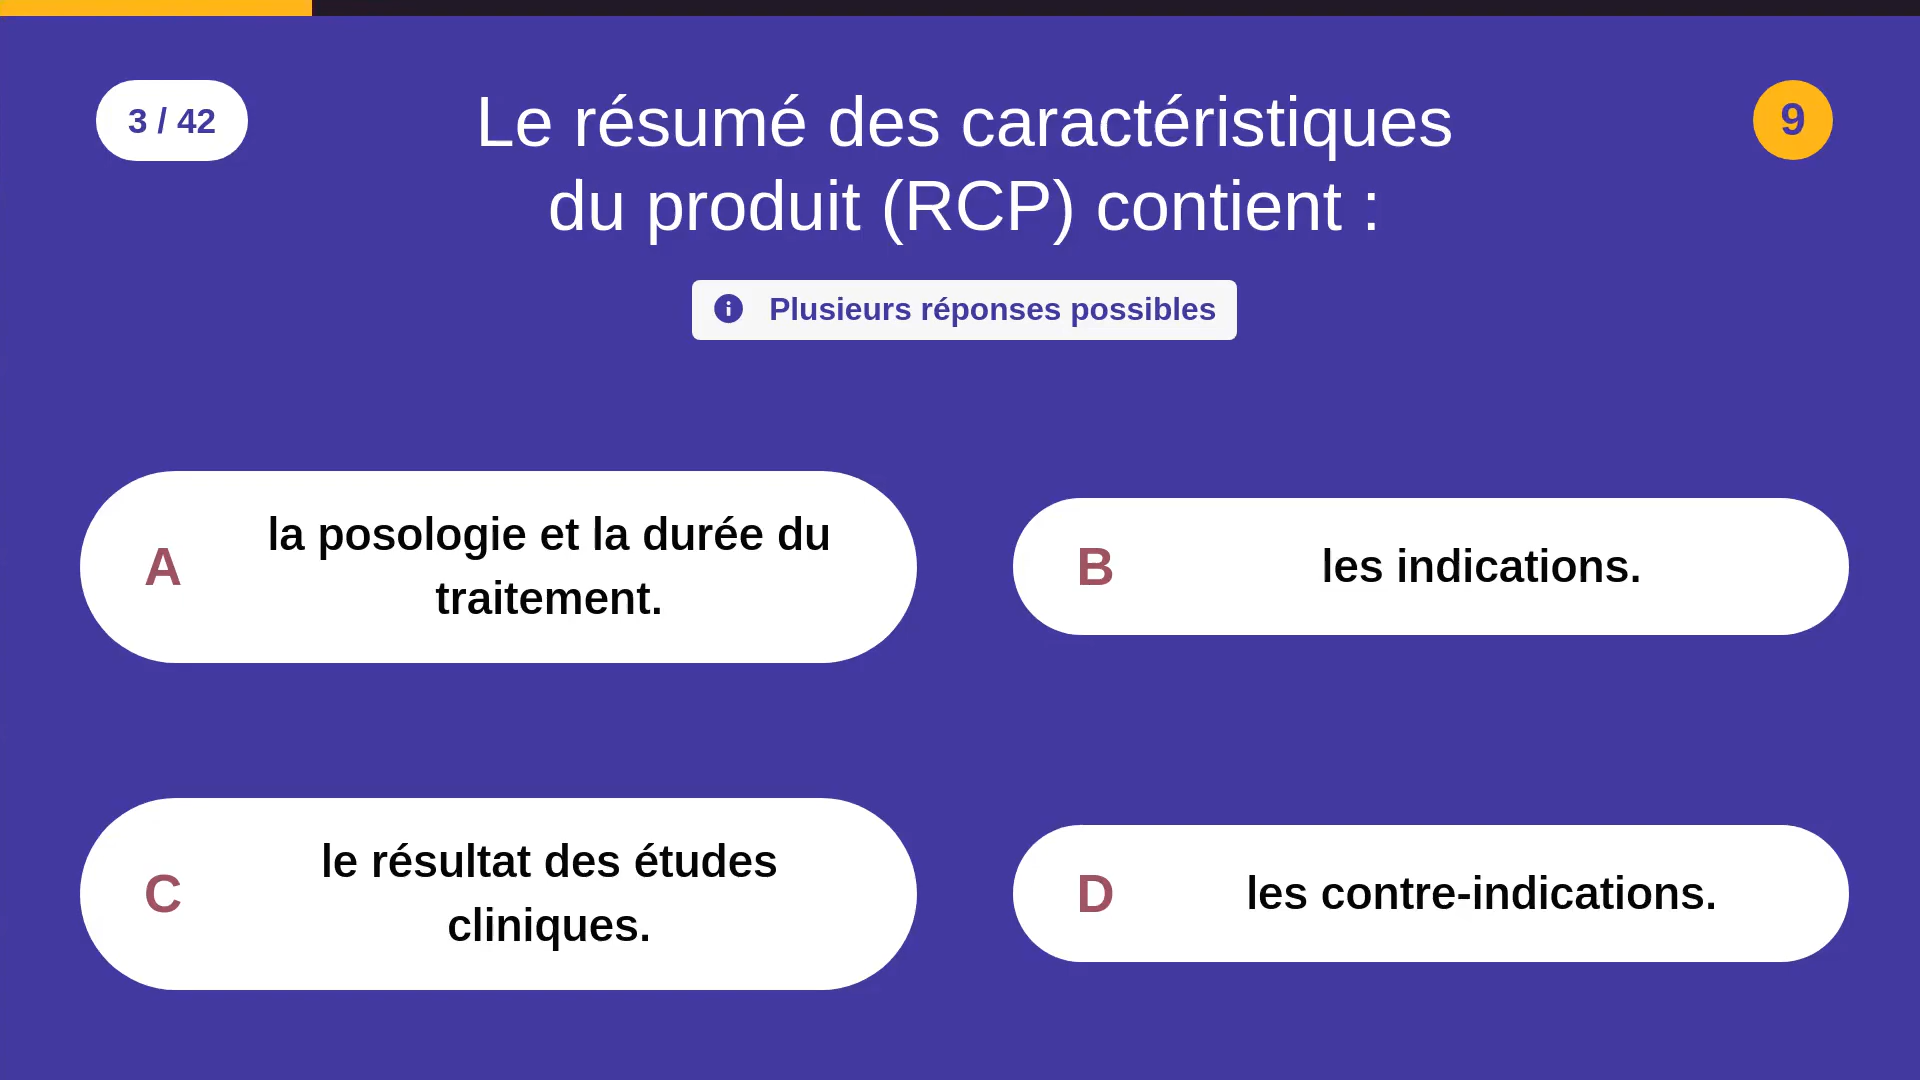 3 / 42
Le résumé des caractéristiques
du produit (RCP) contient :
9
Plusieurs réponses possibles
A
la posologie et la durée du
traitement.
B
les indications.
C
le résultat des études
cliniques.
D
les contre-indications.